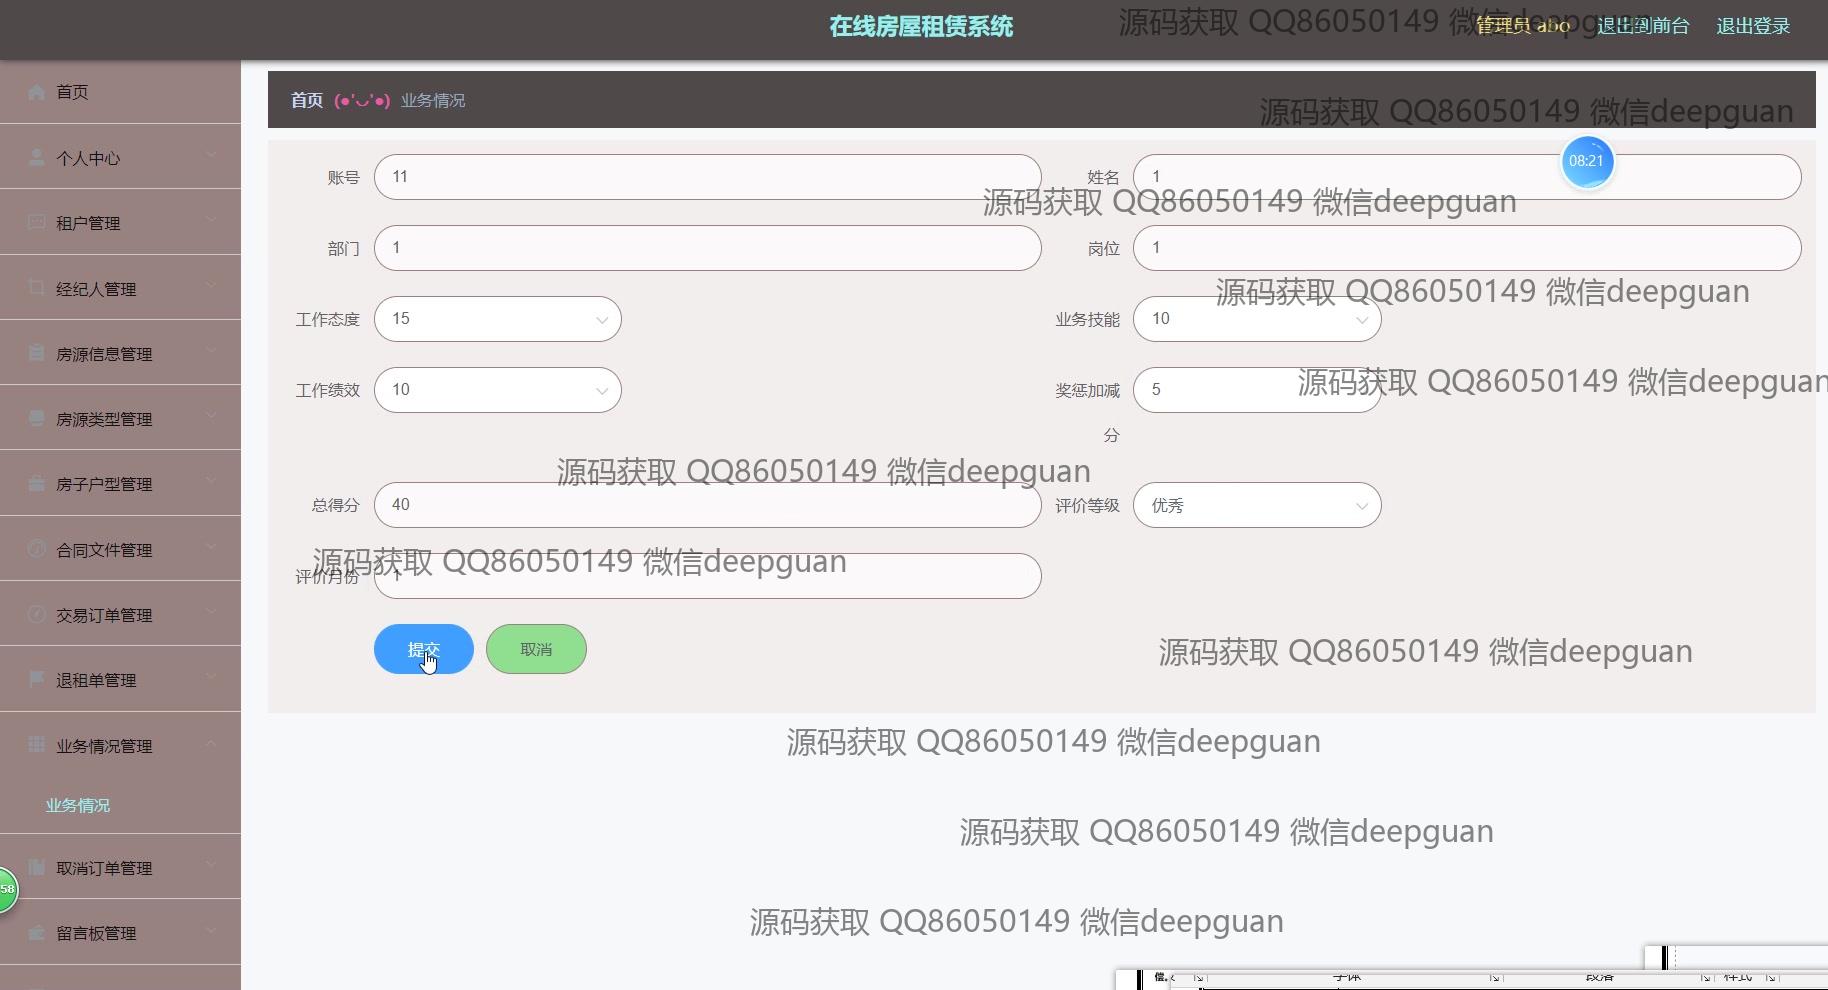 在线房屋租赁系统
源码获取 QQ86050149 微信deepguan
管理员 abo
退出到前台
退出登录
首页
个人中心
租户管理
经纪人管理
房源信息管理
房源类型管理
房子户型管理
合同文件管理
交易订单管理
退租单管理
业务情况管理
业务情况
取消订单管理
留言板管理
58
首页 (●'◡'●) 业务情况
源码获取 QQ86050149 微信deepguan
08:21
账号 11 姓名 1
源码获取 QQ86050149 微信deepguan
部门 1 岗位 1
源码获取 QQ86050149 微信deepguan
工作态度 15 业务技能 10
源码获取 QQ86050149 微信deepguan
工作绩效 10 奖惩加减分 5
源码获取 QQ86050149 微信deepguan
总得分 40 评价等级 优秀
源码获取 QQ86050149 微信deepguan
评价月份 1
提交 取消
源码获取 QQ86050149 微信deepguan
源码获取 QQ86050149 微信deepguan
源码获取 QQ86050149 微信deepguan
源码获取 QQ86050149 微信deepguan
字体 段落 样式